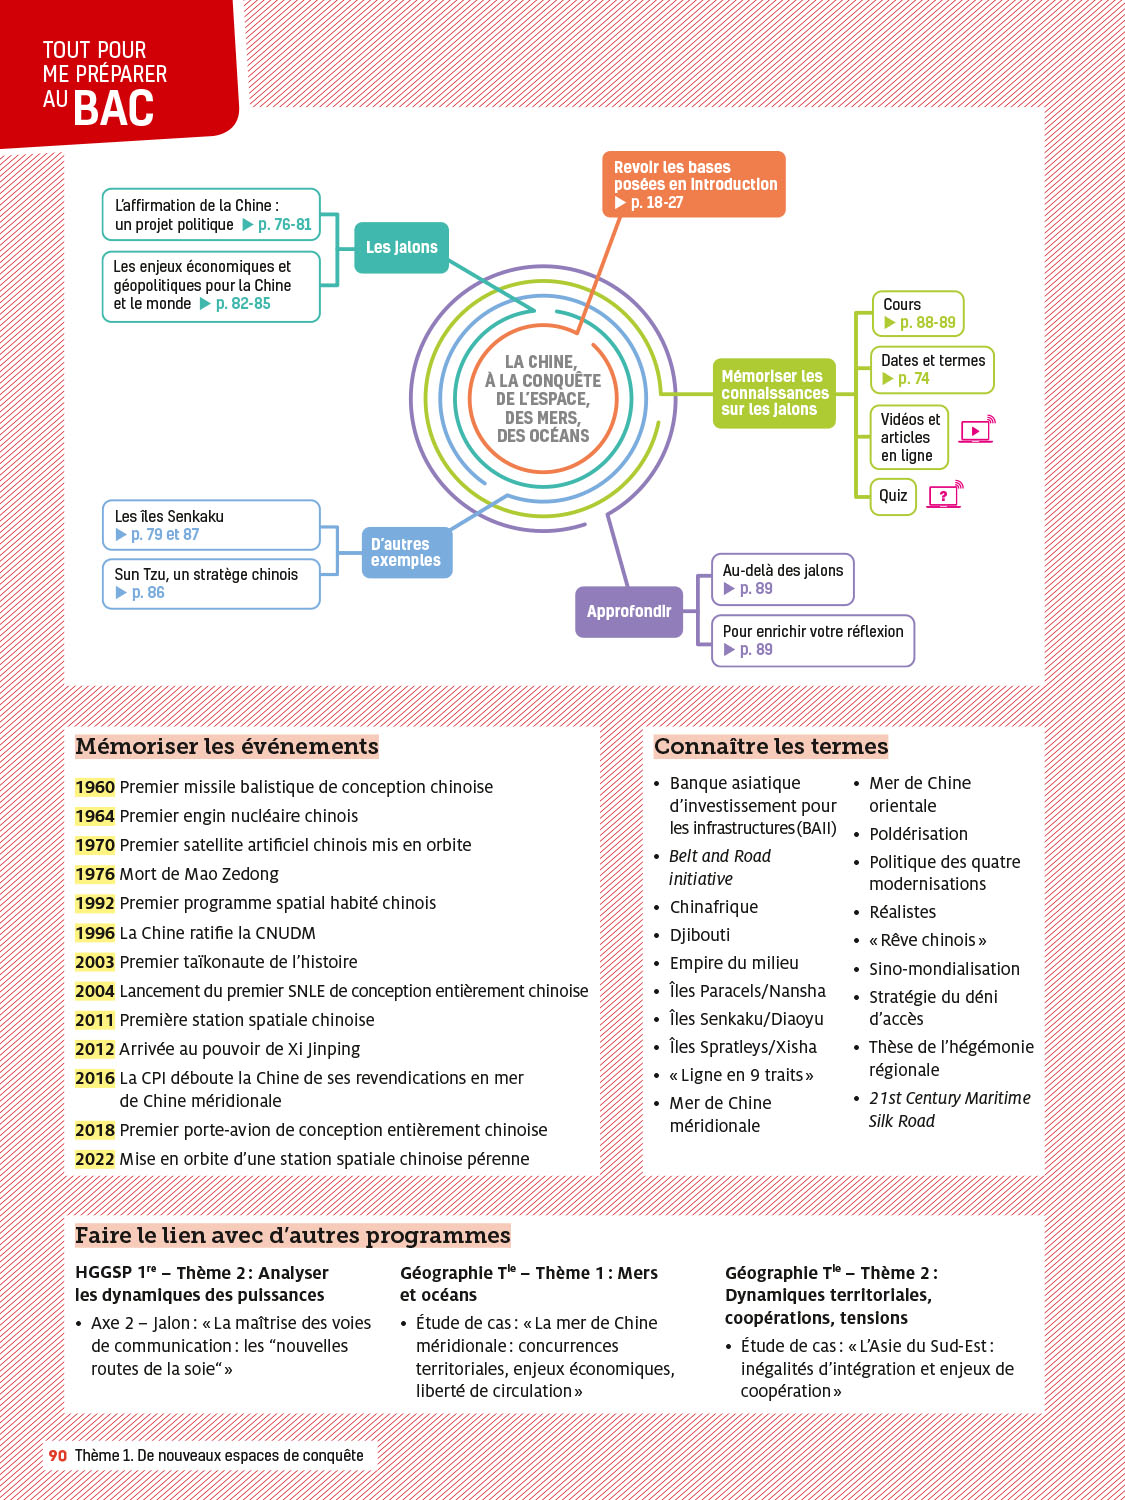 TOUT POUR
ME PRÉPARER
AU BAC
Revoir les bases
posées en introduction
▶ p. 18-27
L'affirmation de la Chine :
un projet politique ▶ p. 76-81
Les enjeux économiques et
géopolitiques pour la Chine
et le monde ▶ p. 82-85
Les jalons
LA CHINE,
À LA CONQUÊTE
DE L'ESPACE,
DES MERS,
DES OCÉANS
Mémoriser les
connaissances
sur les jalons
Cours
▶ p. 88-89
Dates et termes
▶ p. 74
Vidéos et
articles
en ligne
Quiz
?
Les îles Senkaku
▶ p. 79 et 87
Sun Tzu, un stratège chinois
▶ p. 86
D'autres
exemples
Approfondir
Au-delà des jalons
▶ p. 89
Pour enrichir votre réflexion
▶ p. 89
Mémoriser les événements
1960 Premier missile balistique de conception chinoise
1964 Premier engin nucléaire chinois
1970 Premier satellite artificiel chinois mis en orbite
1976 Mort de Mao Zedong
1992 Premier programme spatial habité chinois
1996 La Chine ratifie la CNUDM
2003 Premier taïkonaute de l'histoire
2004 Lancement du premier SNLE de conception entièrement chinoise
2011 Première station spatiale chinoise
2012 Arrivée au pouvoir de Xi Jinping
2016 La CPI déboute la Chine de ses revendications en mer
de Chine méridionale
2018 Premier porte-avion de conception entièrement chinoise
2022 Mise en orbite d'une station spatiale chinoise pérenne
Connaître les termes
• Banque asiatique
d'investissement pour
les infrastructures (BAII)
• Belt and Road
initiative
• Chinafrique
• Djibouti
• Empire du milieu
• Îles Paracels/Nansha
• Îles Senkaku/Diaoyu
• Îles Spratleys/Xisha
• « Ligne en 9 traits »
• Mer de Chine
méridionale
• Mer de Chine
orientale
• Poldérisation
• Politique des quatre
modernisations
• Réalistes
• « Rêve chinois »
• Sino-mondialisation
• Stratégie du déni
d'accès
• Thèse de l'hégémonie
régionale
• 21st Century Maritime
Silk Road
Faire le lien avec d'autres programmes
HGGSP 1re – Thème 2 : Analyser
les dynamiques des puissances
• Axe 2 – Jalon : « La maîtrise des voies
de communication : les “nouvelles
routes de la soie“ »
Géographie Tle – Thème 1 : Mers
et océans
• Étude de cas : « La mer de Chine
méridionale : concurrences
territoriales, enjeux économiques,
liberté de circulation »
Géographie Tle – Thème 2 :
Dynamiques territoriales,
coopérations, tensions
• Étude de cas : « L'Asie du Sud-Est :
inégalités d'intégration et enjeux de
coopération »
90 Thème 1. De nouveaux espaces de conquête